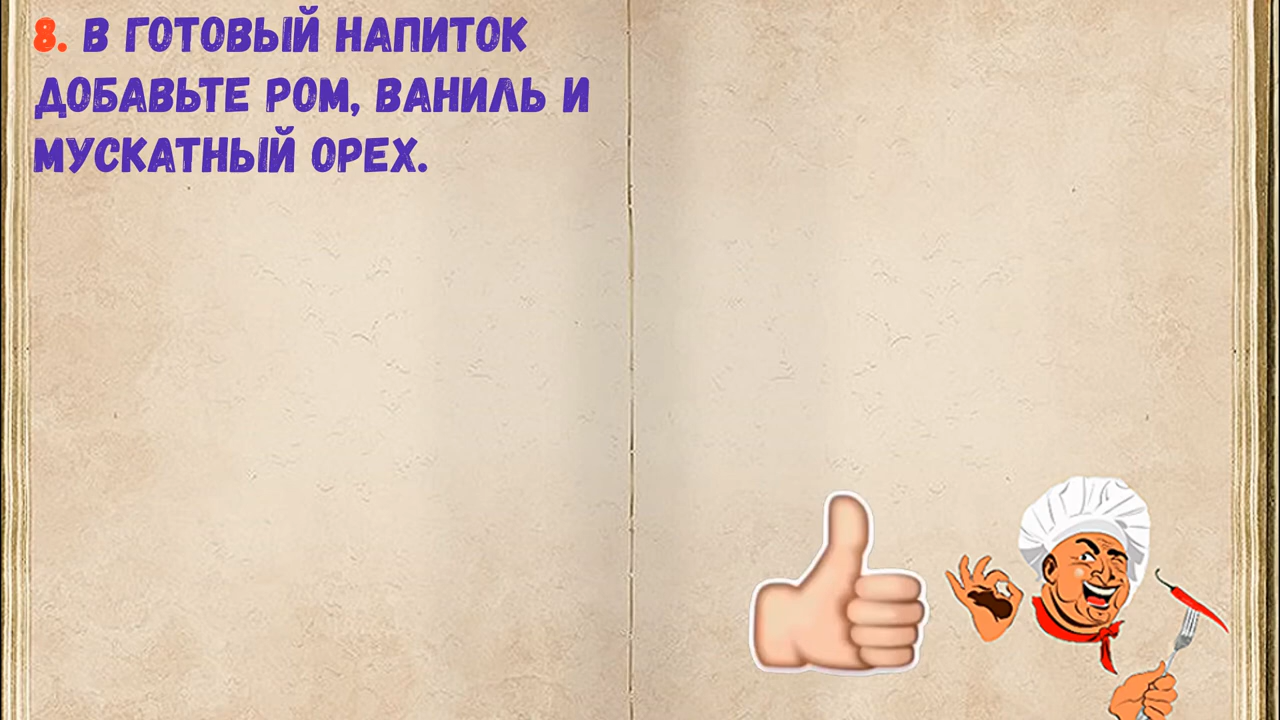 8. В ГОТОВЫЙ НАПИТОК
ДОБАВЬТЕ РОМ, ВАНИЛЬ И
МУСКАТНЫЙ ОРЕХ.